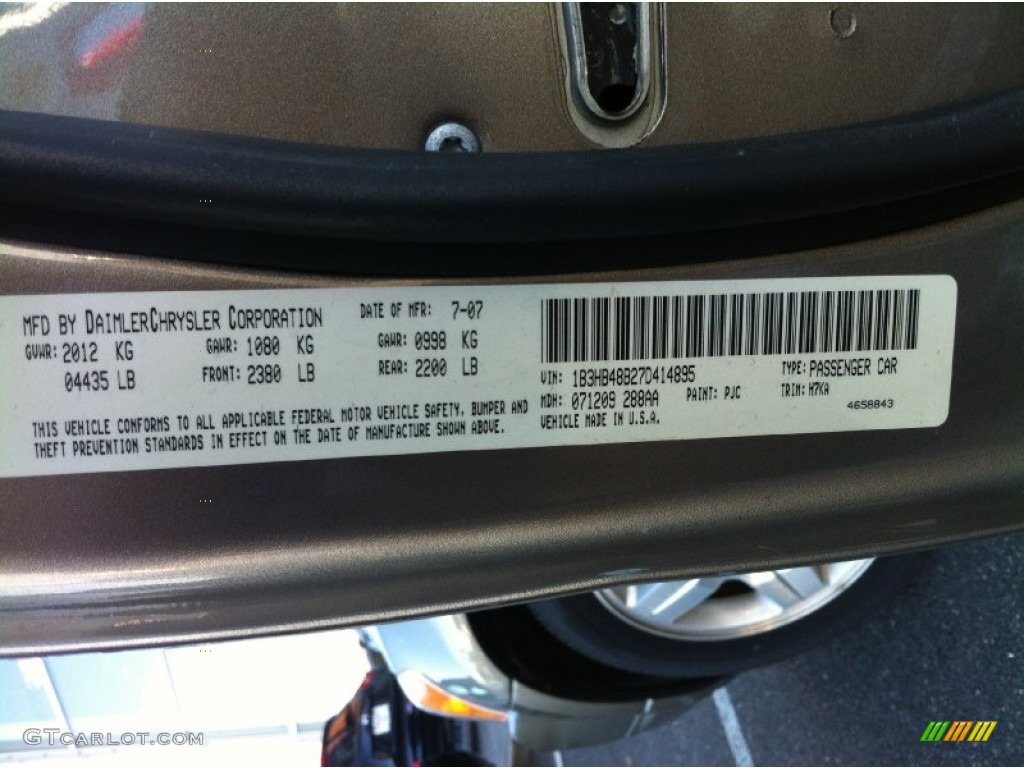 MFD BY DAIMLERCHRYSLER CORPORATION DATE OF MFR: 7-07
GVWR: 2012 KG GAWR: 1080 KG GAWR: 0998 KG
04435 LB FRONT: 2380 LB REAR: 2200 LB
THIS VEHICLE CONFORMS TO ALL APPLICABLE FEDERAL MOTOR VEHICLE SAFETY, BUMPER AND
THEFT PREVENTION STANDARDS IN EFFECT ON THE DATE OF MANUFACTURE SHOWN ABOVE.
VIN: 1B3HB48B27D414895 TYPE: PASSENGER CAR
MDH: 071209 288AA PAINT: PJC TRIM: H7KA
VEHICLE MADE IN U.S.A. 4658843
GTCARLOT.COM